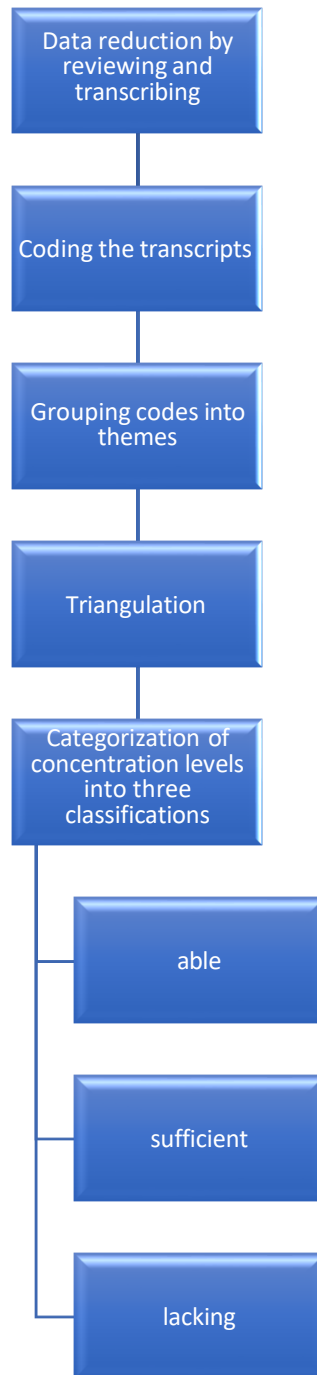 Data reduction by
reviewing and
transcribing
Coding the transcripts
Grouping codes into
themes
Triangulation
Categorization of
concentration levels
into three
classifications
able
sufficient
lacking